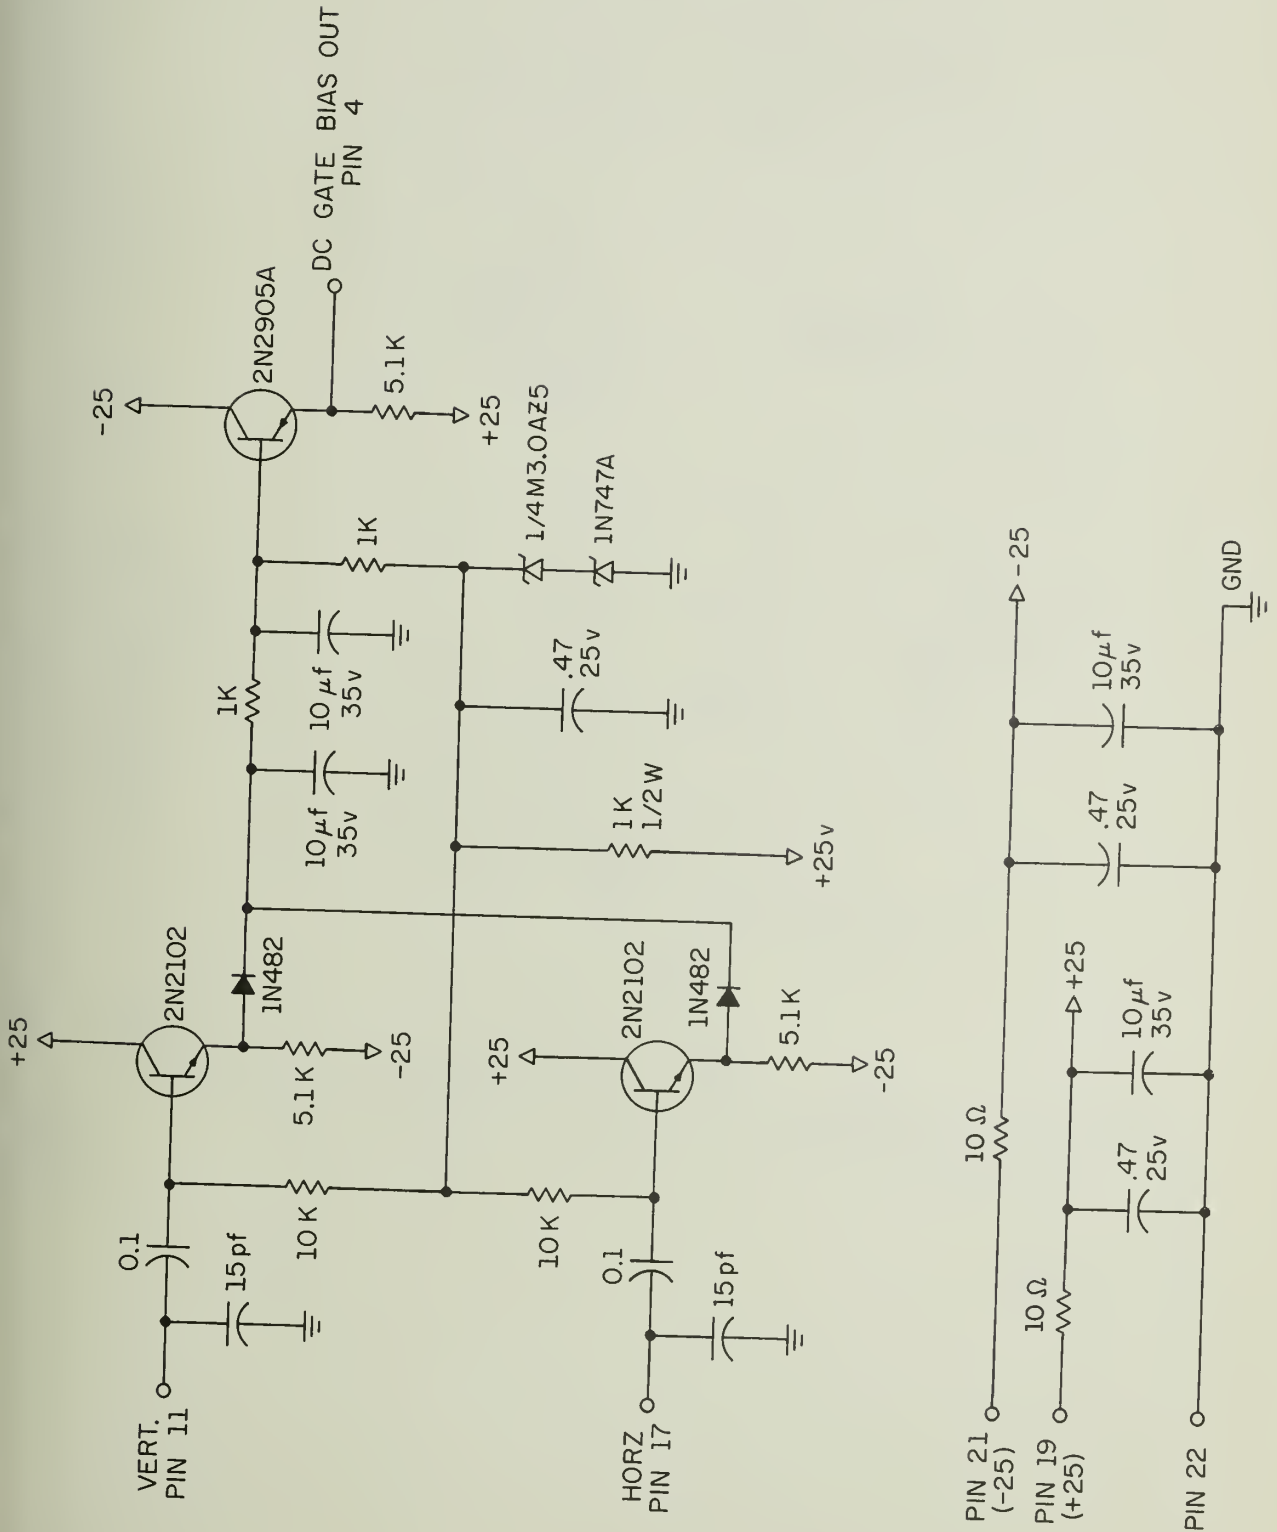 VERT.
PIN 11
0.1
15pf
+25
2N2102
5.1K
-25
1N482
10K
10K
HORZ
PIN 17
0.1
15pf
+25
2N2102
1N482
5.1K
-25
1K
10μf
35v
10μf
35v
1K
1/2W
+25v
.47
25v
1K
1/4M3.0AZ5
1N747A
-25
2N2905A
5.1K
+25
DC GATE BIAS OUT
PIN 4
PIN 21
(-25)
10Ω
.47
25v
10μf
35v
-25
PIN 19
(+25)
10Ω
.47
25v
10μf
35v
+25
PIN 22
GND